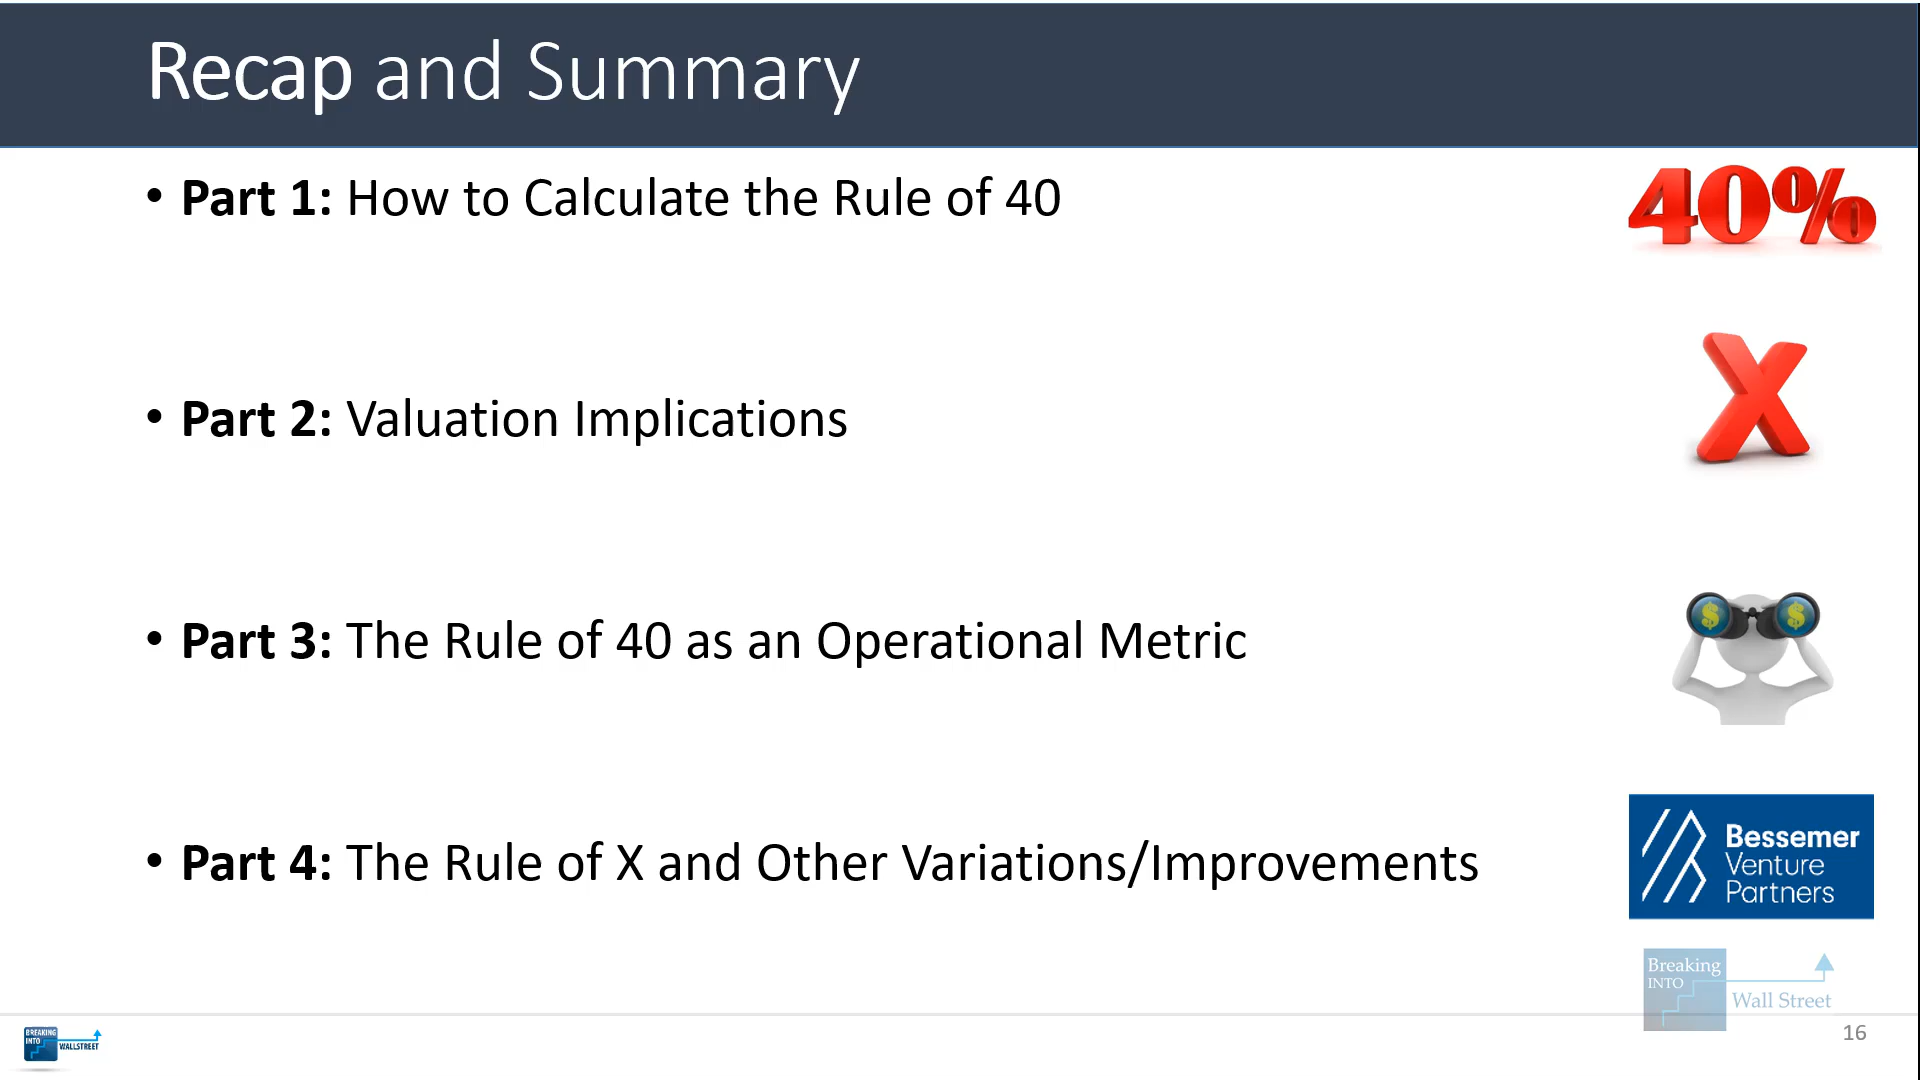 Recap and Summary
• Part 1: How to Calculate the Rule of 40
40%
• Part 2: Valuation Implications
X
• Part 3: The Rule of 40 as an Operational Metric
$ $
• Part 4: The Rule of X and Other Variations/Improvements
Bessemer
Venture
Partners
Breaking
INTO
Wall Street
BREAKING
INTO
WALLSTREET
16